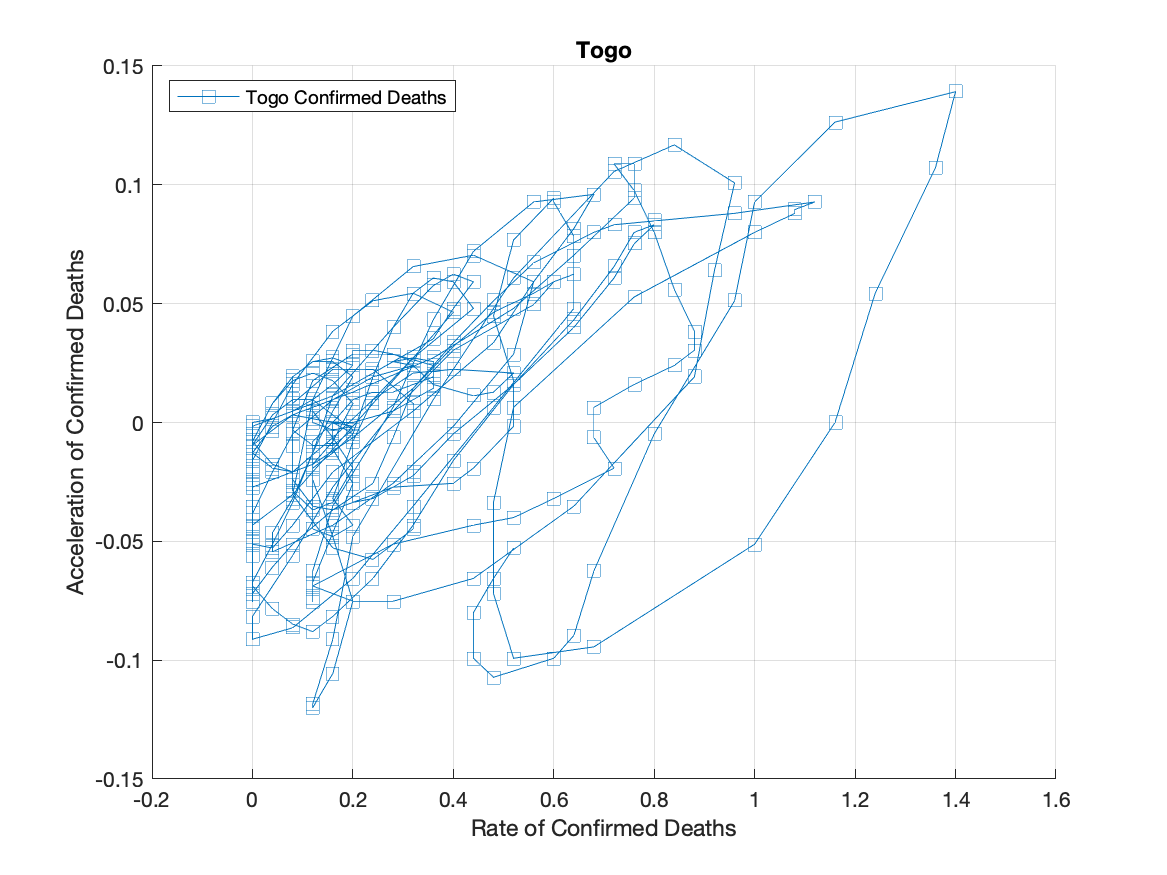 Togo
Togo Confirmed Deaths
Acceleration of Confirmed Deaths
0.15
0.1
0.05
0
-0.05
-0.1
-0.15
-0.2 0 0.2 0.4 0.6 0.8 1 1.2 1.4 1.6
Rate of Confirmed Deaths